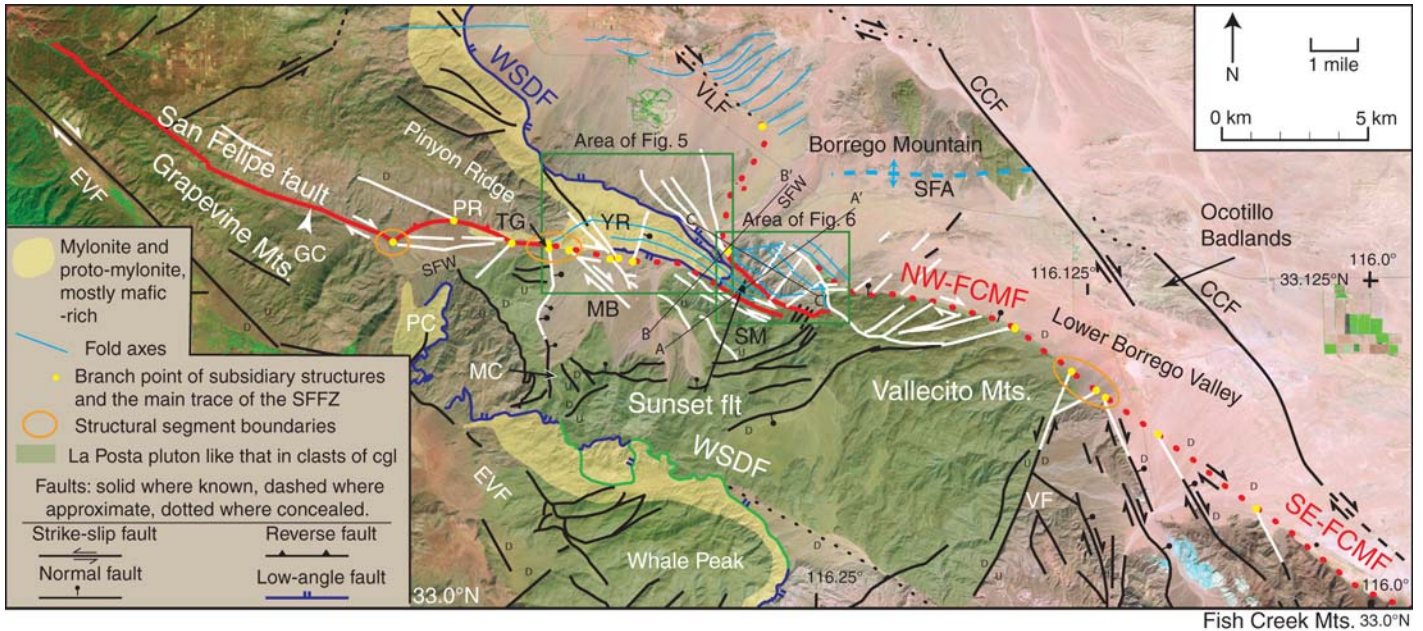 N
1 mile
0 km
5 km
WSDF
VLF
CCF
San Felipe fault
Pinyon Ridge
Area of Fig. 5
Borrego Mountain
B'
SFW
A'
SFA
EVF
Grapevine Mts.
D
PR
TG
YR
C
Area of Fig. 6
Ocotillo
Badlands
GC
U
SFW
116.125°
116.0°
33.125°N
NW-FCMF
C'
CCF
Mylonite and
proto-mylonite,
mostly mafic
-rich
PC
MB
B
A
SM
Fold axes
MC
Lower Borrego Valley
Branch point of subsidiary structures
and the main trace of the SFFZ
Sunset flt
Vallecito Mts.
Structural segment boundaries
WSDF
La Posta pluton like that in clasts of cgl
EVF
Faults: solid where known, dashed where
approximate, dotted where concealed.
VF
SE-FCMF
Strike-slip fault
Reverse fault
Whale Peak
Normal fault
Low-angle fault
116.25°
116.0°
33.0°N
Fish Creek Mts.
33.0°N